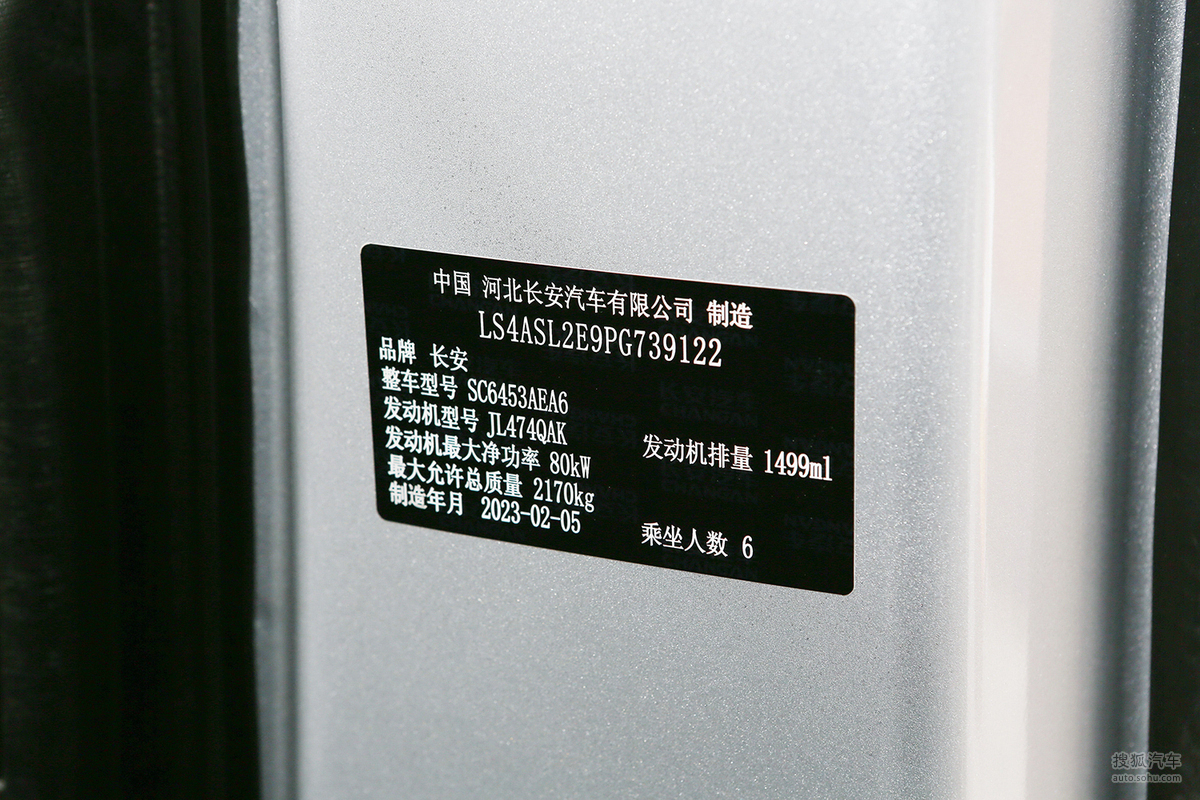 中国 河北长安汽车有限公司 制造
LS4ASL2E9PG739122
品牌 长安
整车型号 SC6453AEA6
发动机型号 JL474QAK
发动机排量 1499ml
发动机最大净功率 80kW
最大允许总质量 2170kg
制造年月 2023-02-05
乘坐人数 6
搜狐汽车
auto.sohu.com